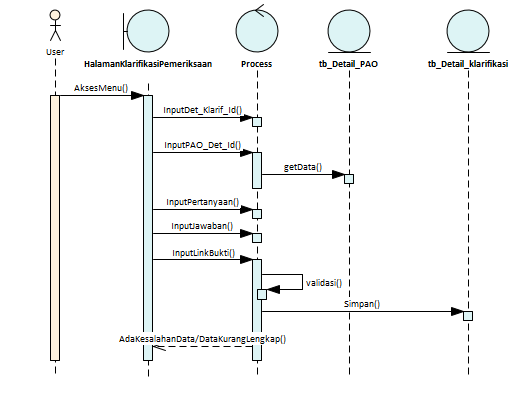 User
HalamanKlarifikasiPemeriksaan
Process
tb_Detail_PAO
tb_Detail_klarifikasi
AksesMenu()
InputDet_Klarif_Id()
InputPAO_Det_Id()
getData()
InputPertanyaan()
InputJawaban()
InputLinkBukti()
validasi()
Simpan()
AdaKesalahanData/DataKurangLengkap()